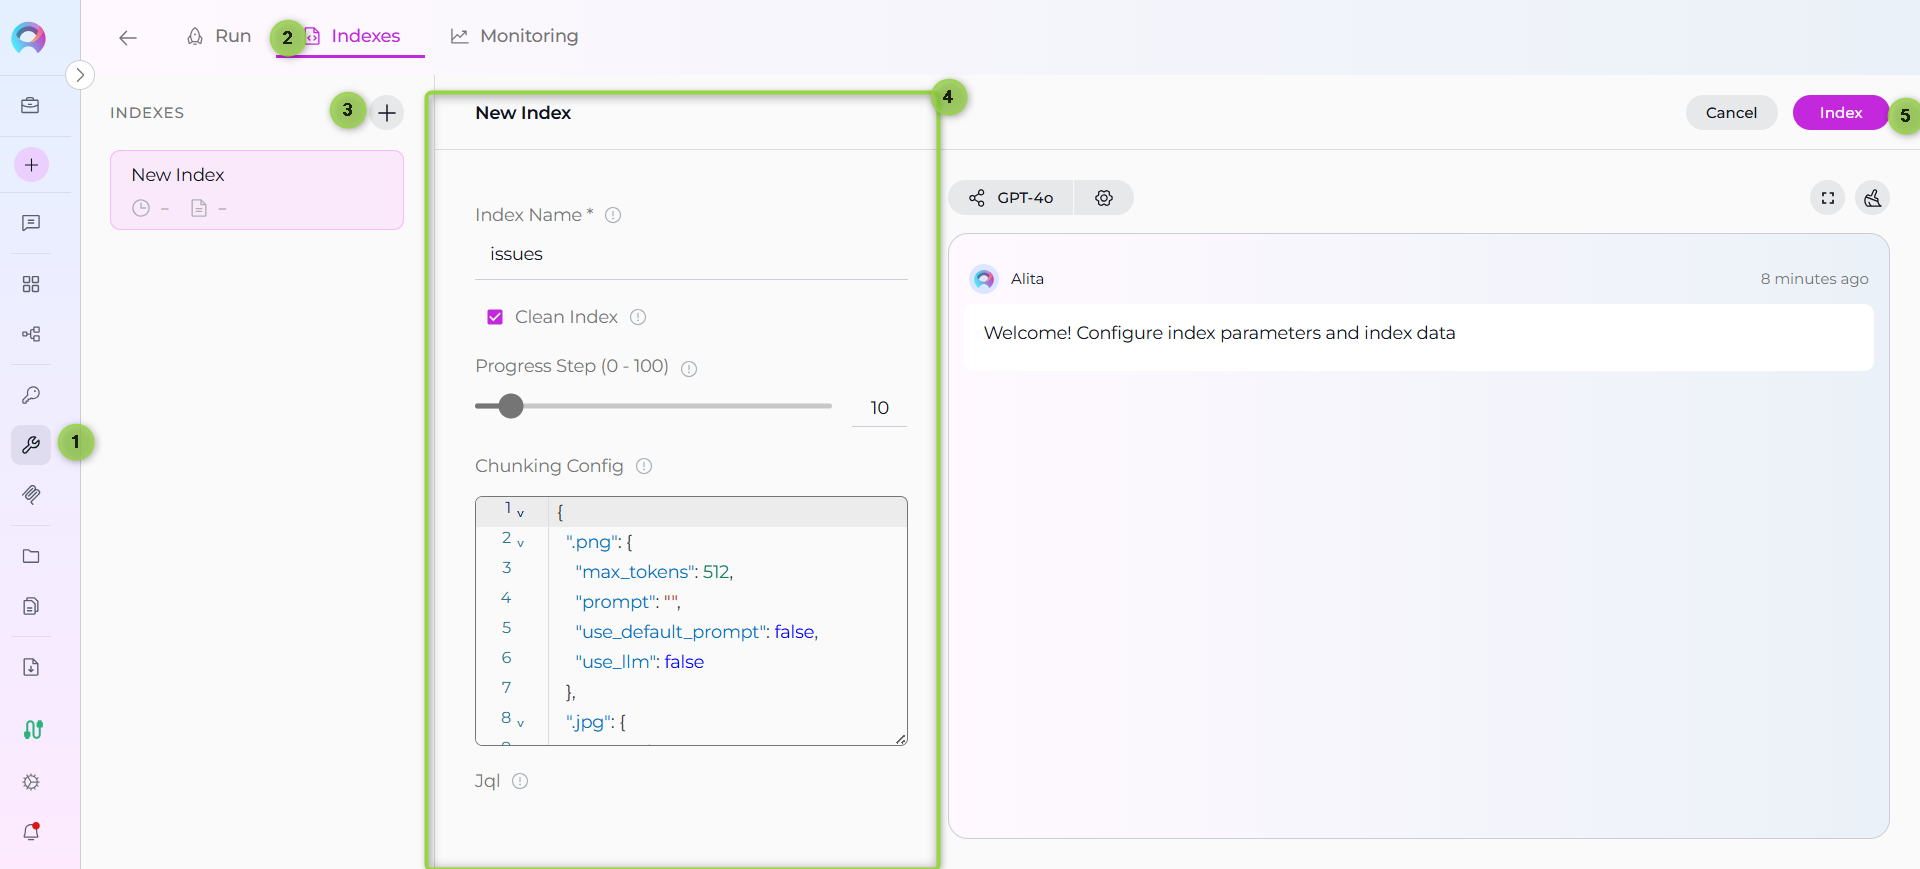 Run
2
Indexes
Monitoring
INDEXES
3
New Index
–
–
1
4
New Index
Cancel
Index
5
Index Name *
issues
Clean Index
Progress Step (0 - 100)
10
Chunking Config
1 {
2 ".png": {
3 "max_tokens": 512,
4 "prompt": "",
5 "use_default_prompt": false,
6 "use_llm": false
7 },
8 ".jpg": {
Jql
GPT-4o
Alita
8 minutes ago
Welcome! Configure index parameters and index data